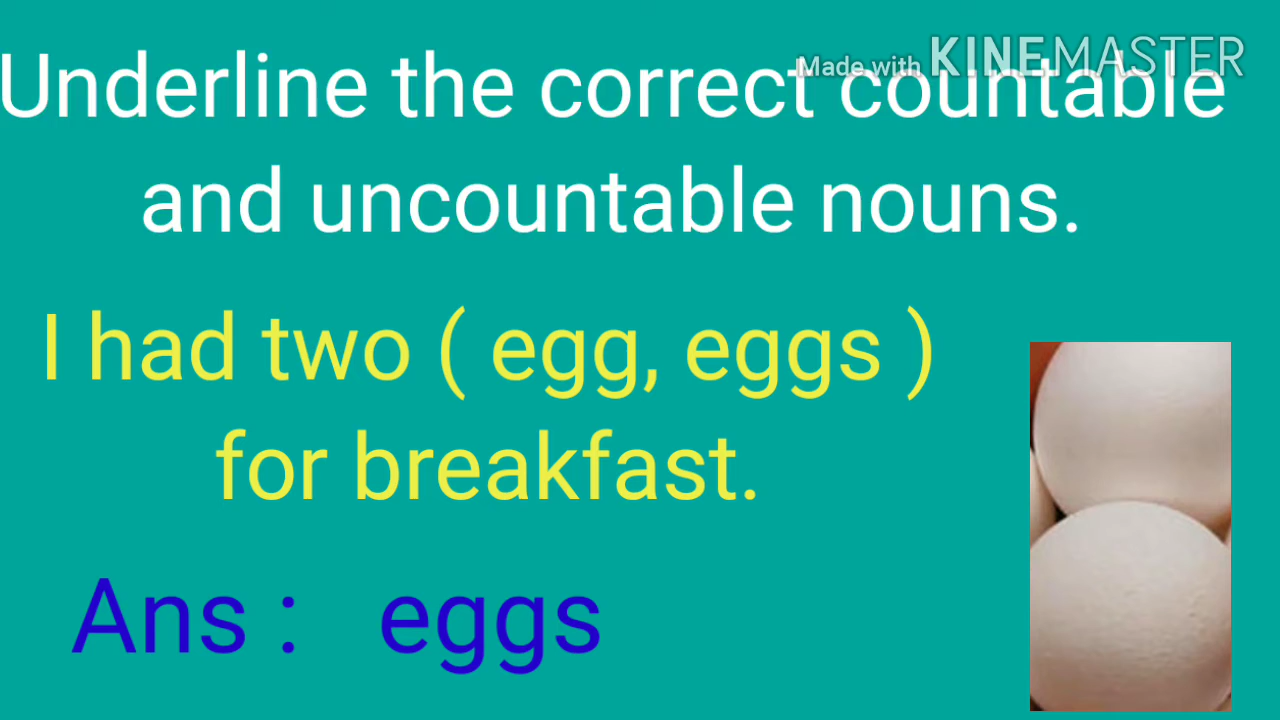 Made with KINEMASTER
Underline the correct countable
and uncountable nouns.
I had two ( egg, eggs )
for breakfast.
Ans : eggs